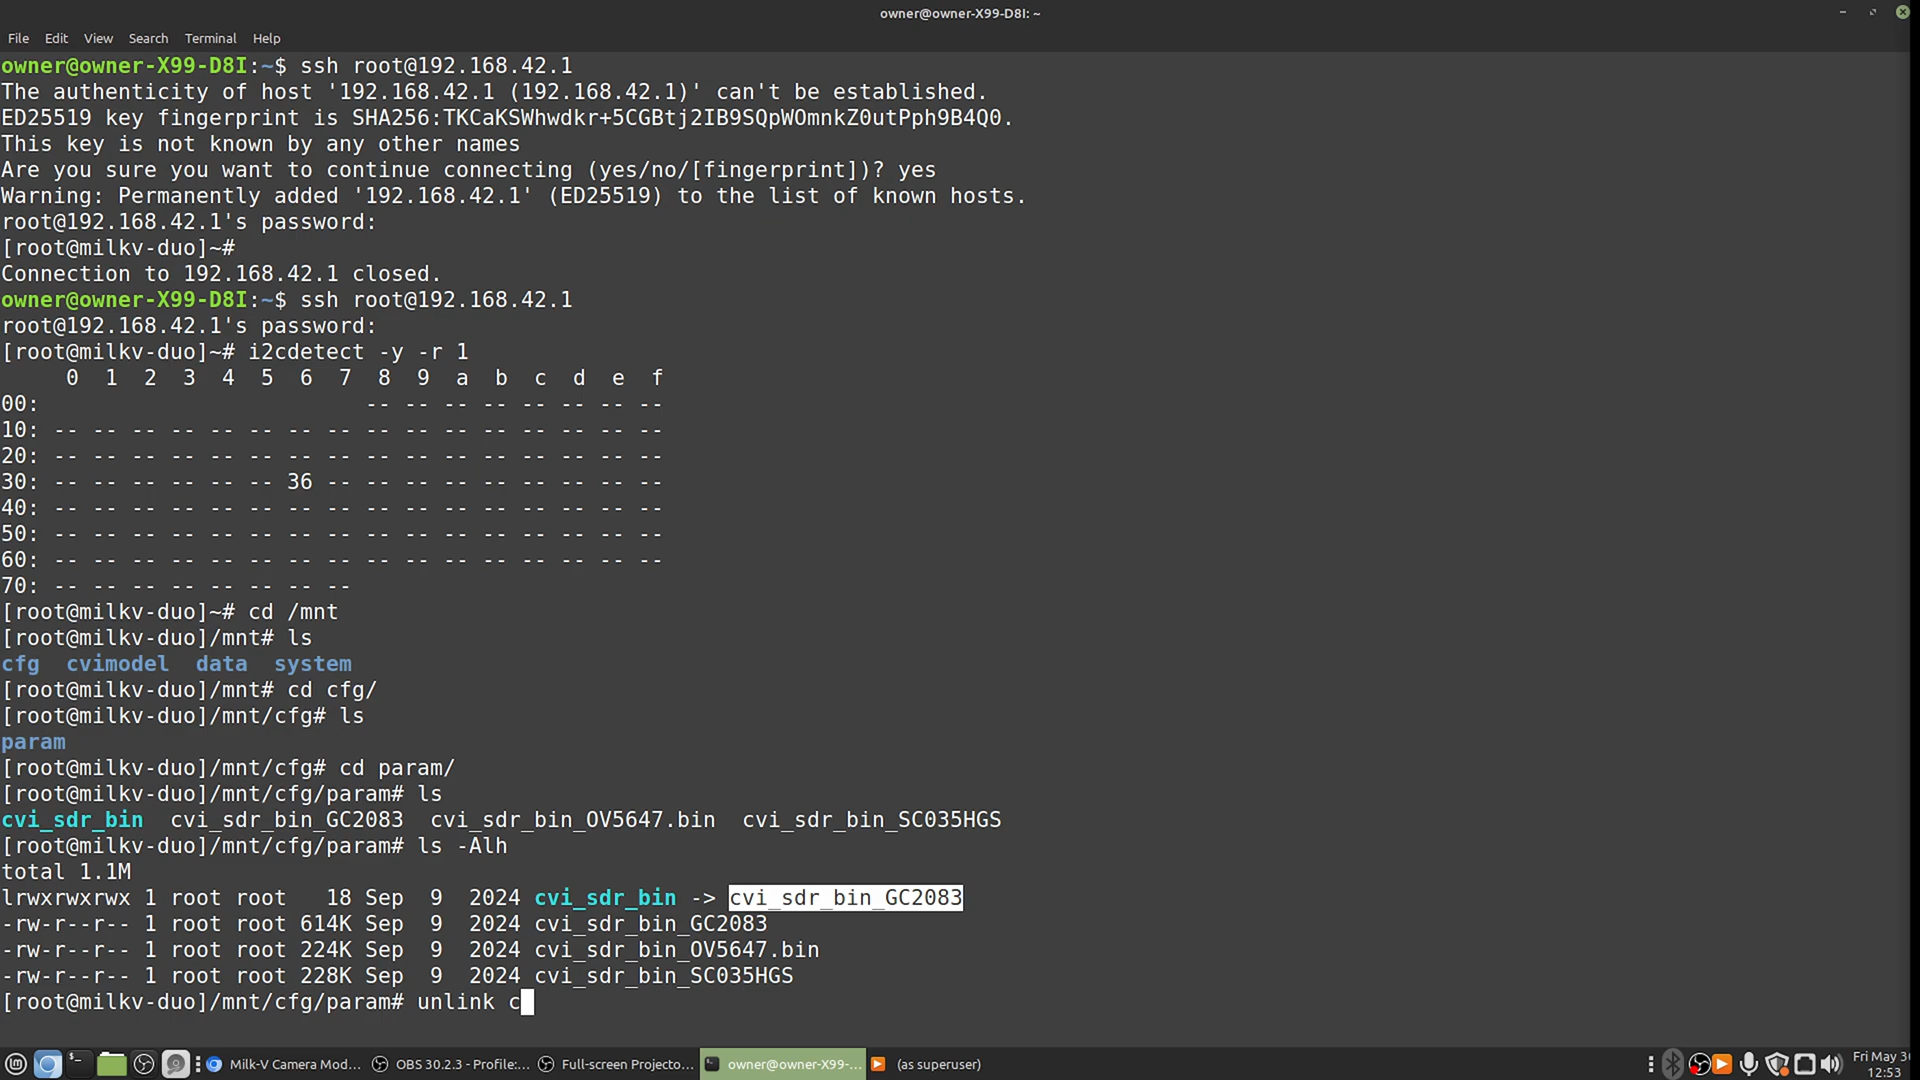 owner@owner-X99-D8I: ~
File Edit View Search Terminal Help
owner@owner-X99-D8I:~$ ssh root@192.168.42.1
The authenticity of host '192.168.42.1 (192.168.42.1)' can't be established.
ED25519 key fingerprint is SHA256:TKCaKSWhwdkr+5CGBtj2IB9SQpWOmnkZ0utPph9B4Q0.
This key is not known by any other names
Are you sure you want to continue connecting (yes/no/[fingerprint])? yes
Warning: Permanently added '192.168.42.1' (ED25519) to the list of known hosts.
root@192.168.42.1's password:
[root@milkv-duo]~#
Connection to 192.168.42.1 closed.
owner@owner-X99-D8I:~$ ssh root@192.168.42.1
root@192.168.42.1's password:
[root@milkv-duo]~# i2cdetect -y -r 1
     0  1  2  3  4  5  6  7  8  9  a  b  c  d  e  f
00:                         -- -- -- -- -- -- -- --
10: -- -- -- -- -- -- -- -- -- -- -- -- -- -- -- --
20: -- -- -- -- -- -- -- -- -- -- -- -- -- -- -- --
30: -- -- -- -- -- -- 36 -- -- -- -- -- -- -- -- --
40: -- -- -- -- -- -- -- -- -- -- -- -- -- -- -- --
50: -- -- -- -- -- -- -- -- -- -- -- -- -- -- -- --
60: -- -- -- -- -- -- -- -- -- -- -- -- -- -- -- --
70: -- -- -- -- -- -- -- --
[root@milkv-duo]~# cd /mnt
[root@milkv-duo]/mnt# ls
cfg  cvimodel  data  system
[root@milkv-duo]/mnt# cd cfg/
[root@milkv-duo]/mnt/cfg# ls
param
[root@milkv-duo]/mnt/cfg# cd param/
[root@milkv-duo]/mnt/cfg/param# ls
cvi_sdr_bin  cvi_sdr_bin_GC2083  cvi_sdr_bin_OV5647.bin  cvi_sdr_bin_SC035HGS
[root@milkv-duo]/mnt/cfg/param# ls -Alh
total 1.1M
lrwxrwxrwx 1 root root   18 Sep  9  2024 cvi_sdr_bin -> cvi_sdr_bin_GC2083
-rw-r--r-- 1 root root 614K Sep  9  2024 cvi_sdr_bin_GC2083
-rw-r--r-- 1 root root 224K Sep  9  2024 cvi_sdr_bin_OV5647.bin
-rw-r--r-- 1 root root 228K Sep  9  2024 cvi_sdr_bin_SC035HGS
[root@milkv-duo]/mnt/cfg/param# unlink c
Milk-V Camera Mod... OBS 30.2.3 - Profile:... Full-screen Projecto... owner@owner-X99-... (as superuser) Fri May 3
12:53